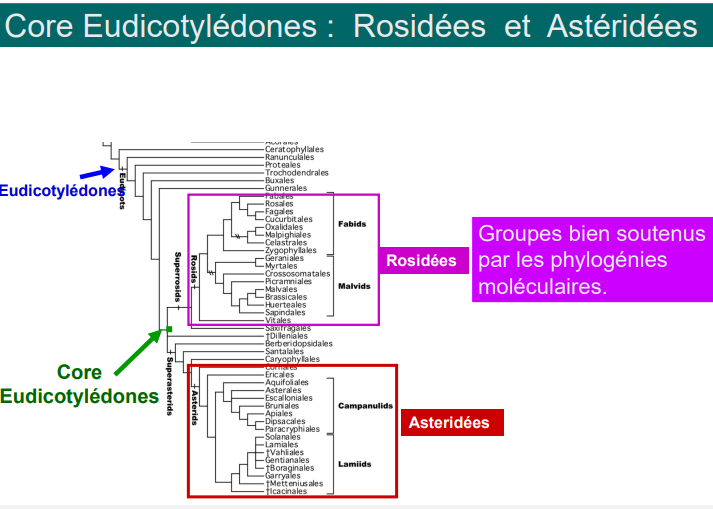 Core Eudicotylédones : Rosidées et Astéridées
Acorales
Ceratophyllales
Ranunculales
Proteales
Trochodendrales
Buxales
Gunnerales
Eudicotylédones
Eudicots
Fabales
Rosales
Fagales
Cucurbitales
Oxalidales
Malpighiales
Celastrales
Zygophyllales
Fabids
Geraniales
Myrtales
Crossosomatales
Picramniales
Malvales
Brassicales
Huerteales
Sapindales
Malvids
Vitales
Rosids
Superrosids
Rosidées
Groupes bien soutenus
par les phylogénies
moléculaires.
Saxifragales
†Dilleniales
Berberidopsidales
Santalales
Caryophyllales
Core
Eudicotylédones
Superasterids
Cornales
Ericales
Aquifoliales
Asterales
Escalloniales
Bruniales
Apiales
Dipsacales
Paracryphiales
Campanulids
Asterids
Asteridées
Solanales
Lamiales
†Vahliales
Gentianales
†Boraginales
Garryales
†Metteniusales
†Icacinales
Lamiids